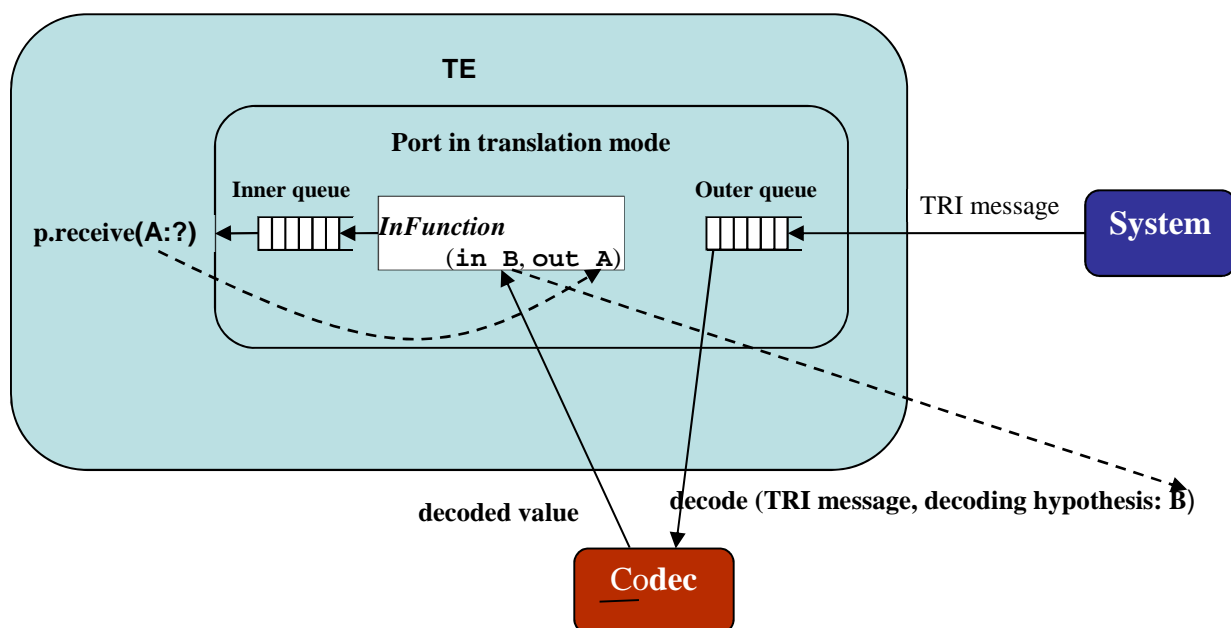 TE
Port in translation mode
Inner queue
Outer queue
TRI message
System
p.receive(A:?)
InFunction
(in B, out A)
decoded value
decode (TRI message, decoding hypothesis: B)
Codec